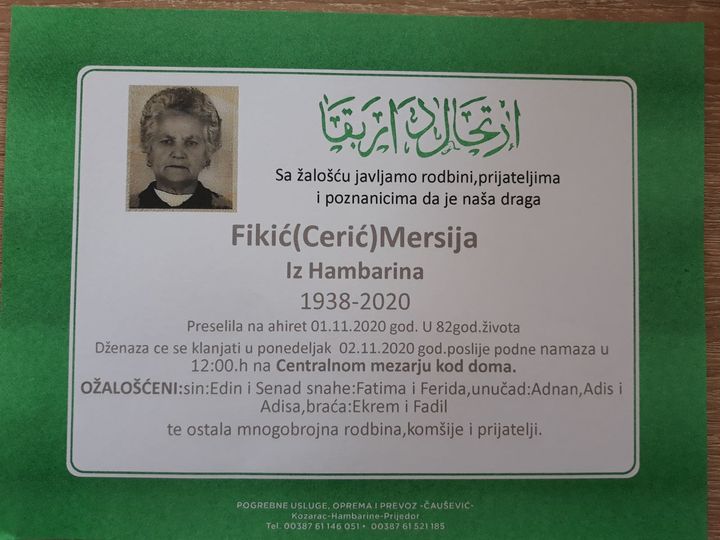 ارتحال دار بقا
Sa žalošću javljamo rodbini,prijateljima
i poznanicima da je naša draga
Fikić(Cerić)Mersija
Iz Hambarina
1938-2020
Preselila na ahiret 01.11.2020 god. U 82god.života
Dženaza ce se klanjati u ponedeljak 02.11.2020 god.poslije podne namaza u
12:00.h na Centralnom mezarju kod doma.
OŽALOŠĆENI:sin:Edin i Senad snahe:Fatima i Ferida,unučad:Adnan,Adis i
Adisa,braća:Ekrem i Fadil
te ostala mnogobrojna rodbina,komšije i prijatelji.
POGREBNE USLUGE, OPREMA I PREVOZ -ČAUŠEVIĆ-
Kozarac-Hambarine-Prijedor
Tel. 00387 61 146 051 • 00387 61 521 185